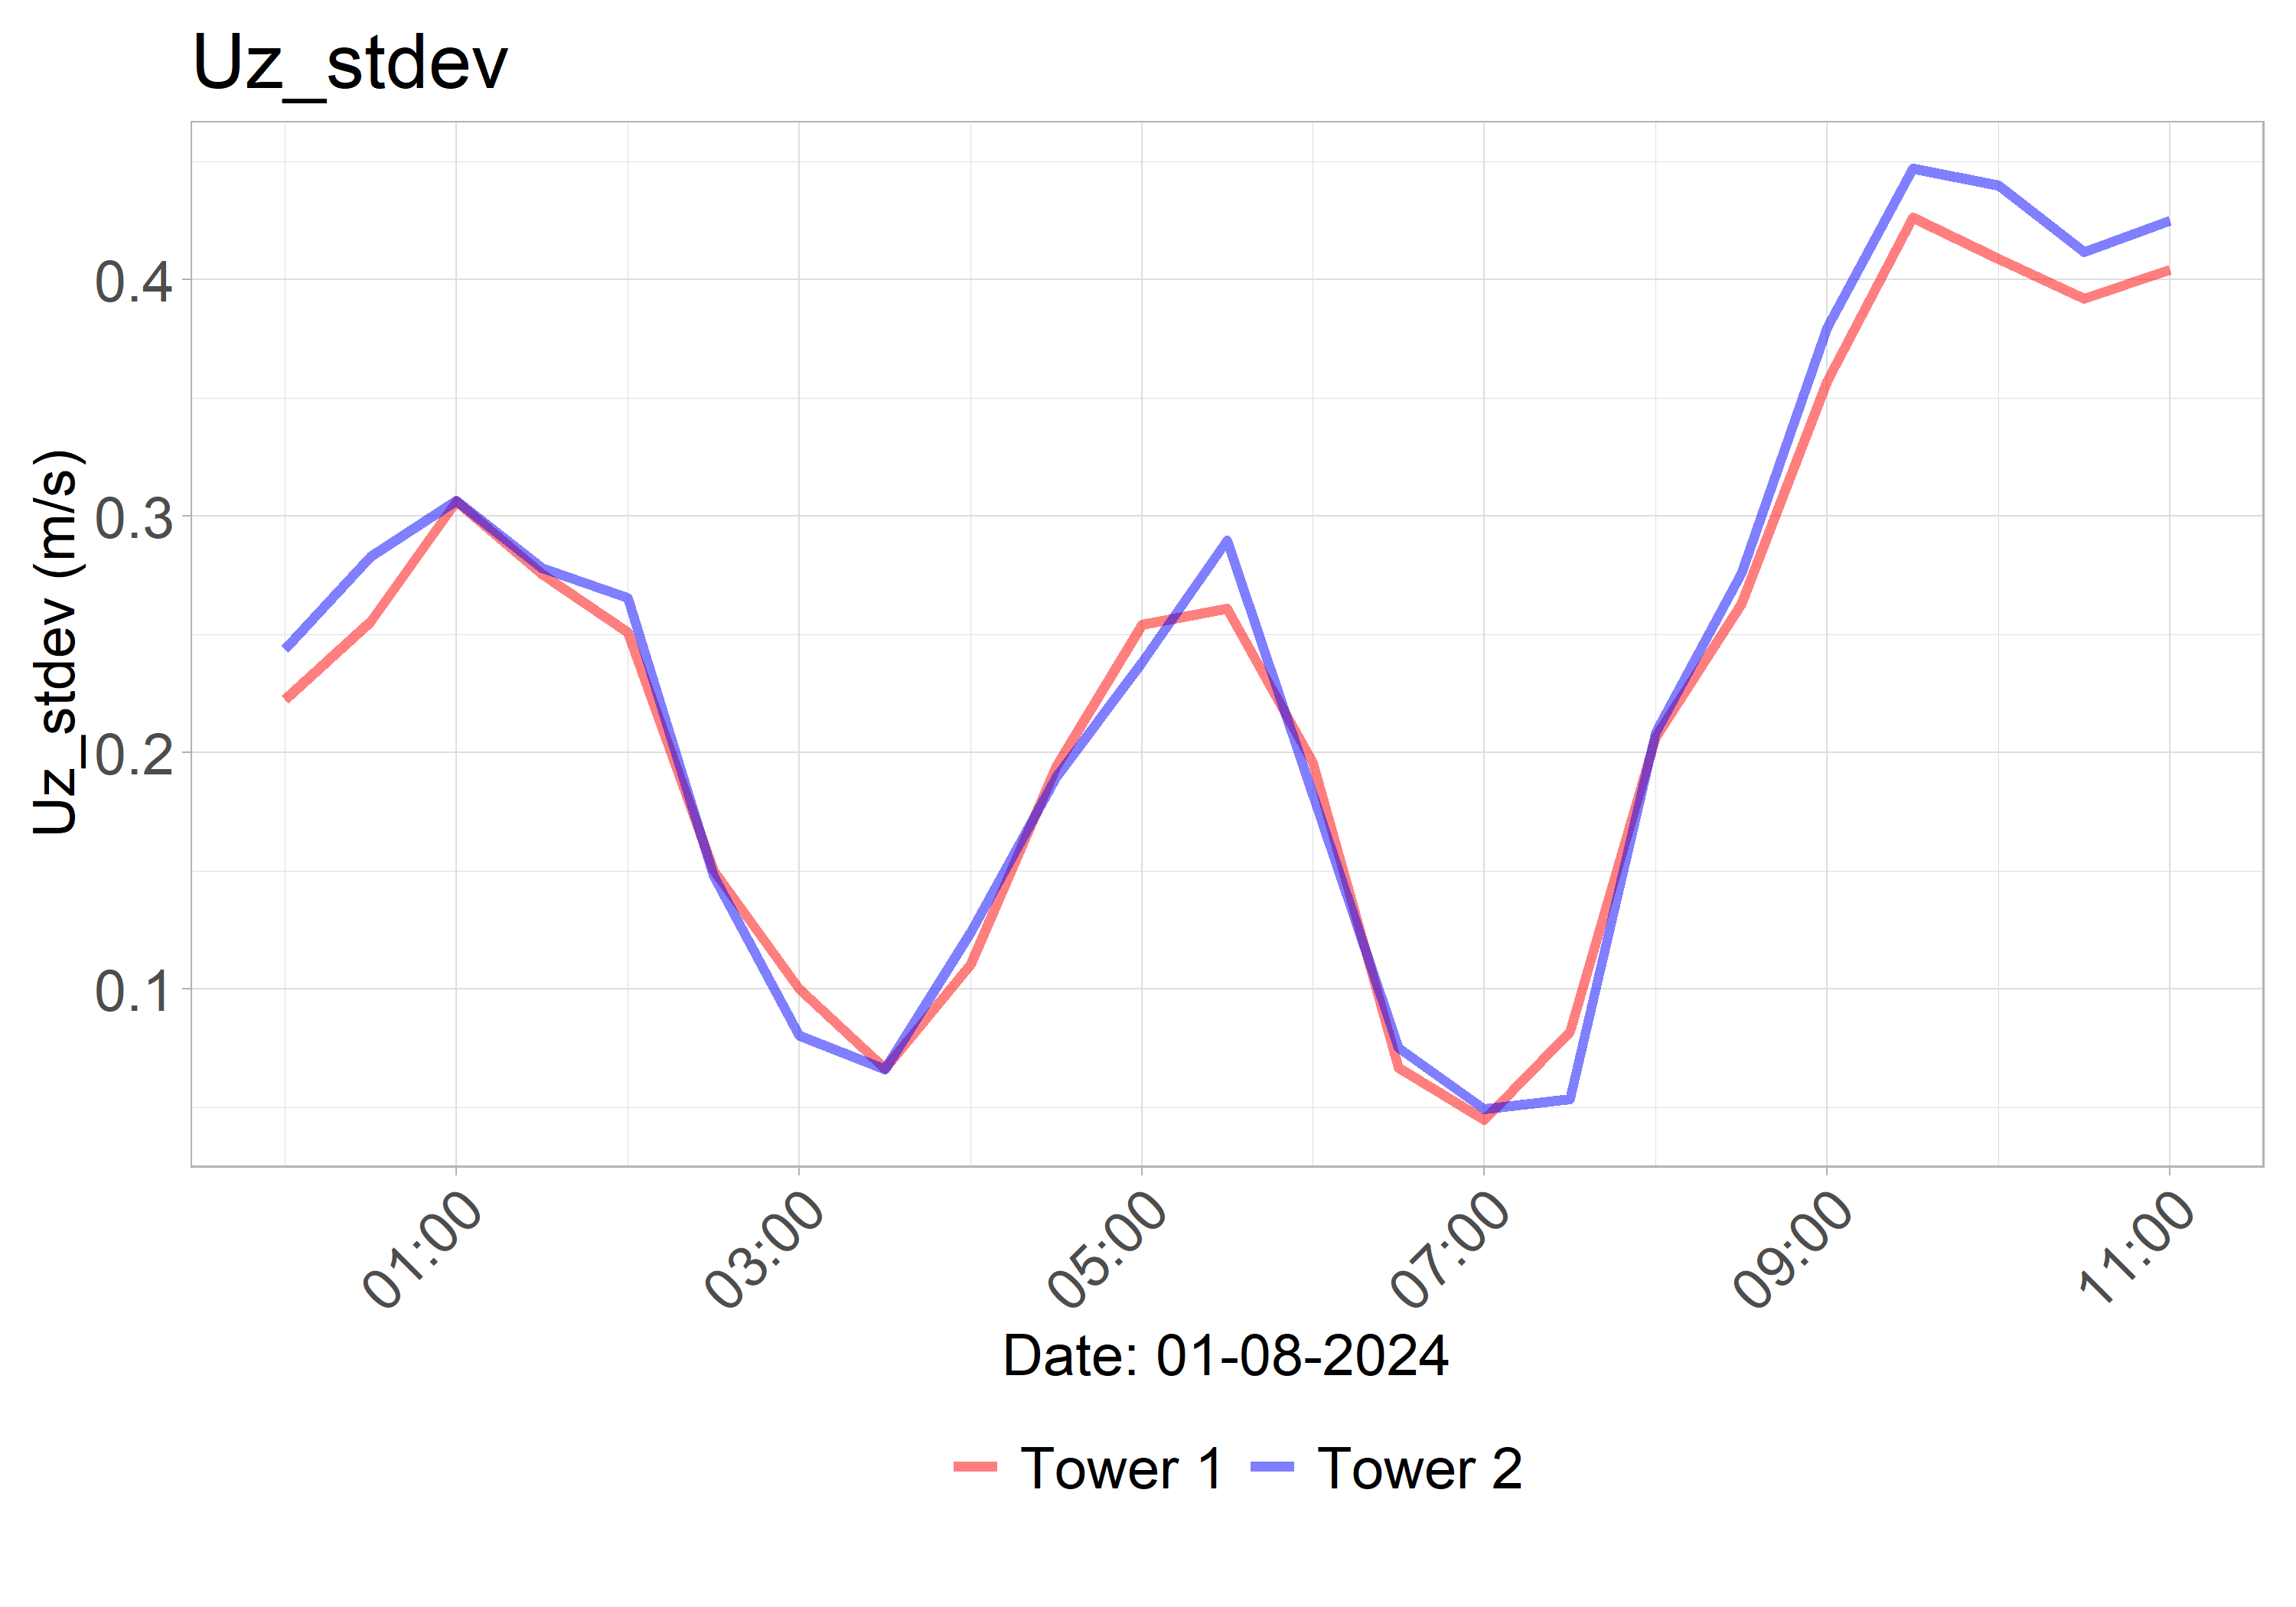 Uz_stdev
Uz_stdev (m/s)
0.4
0.3
0.2
0.1
01:00 03:00 05:00 07:00 09:00 11:00
Date: 01-08-2024
Tower 1 Tower 2